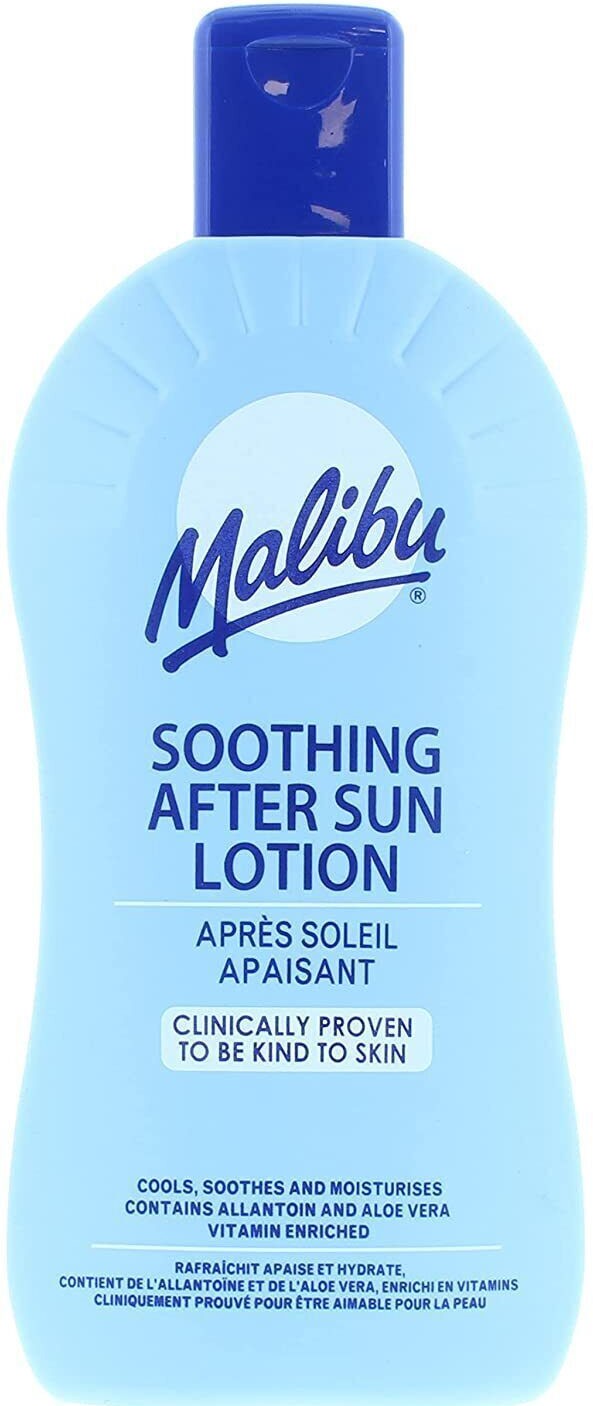 Malibu®
SOOTHING
AFTER SUN
LOTION
APRÈS SOLEIL
APAISANT
CLINICALLY PROVEN
TO BE KIND TO SKIN
COOLS, SOOTHES AND MOISTURISES
CONTAINS ALLANTOIN AND ALOE VERA
VITAMIN ENRICHED
RAFRAÎCHIT APAISE ET HYDRATE,
CONTIENT DE L'ALLANTOÏNE ET DE L'ALOE VERA, ENRICHI EN VITAMINS
CLINIQUEMENT PROUVÉ POUR ÊTRE AIMABLE POUR LA PEAU